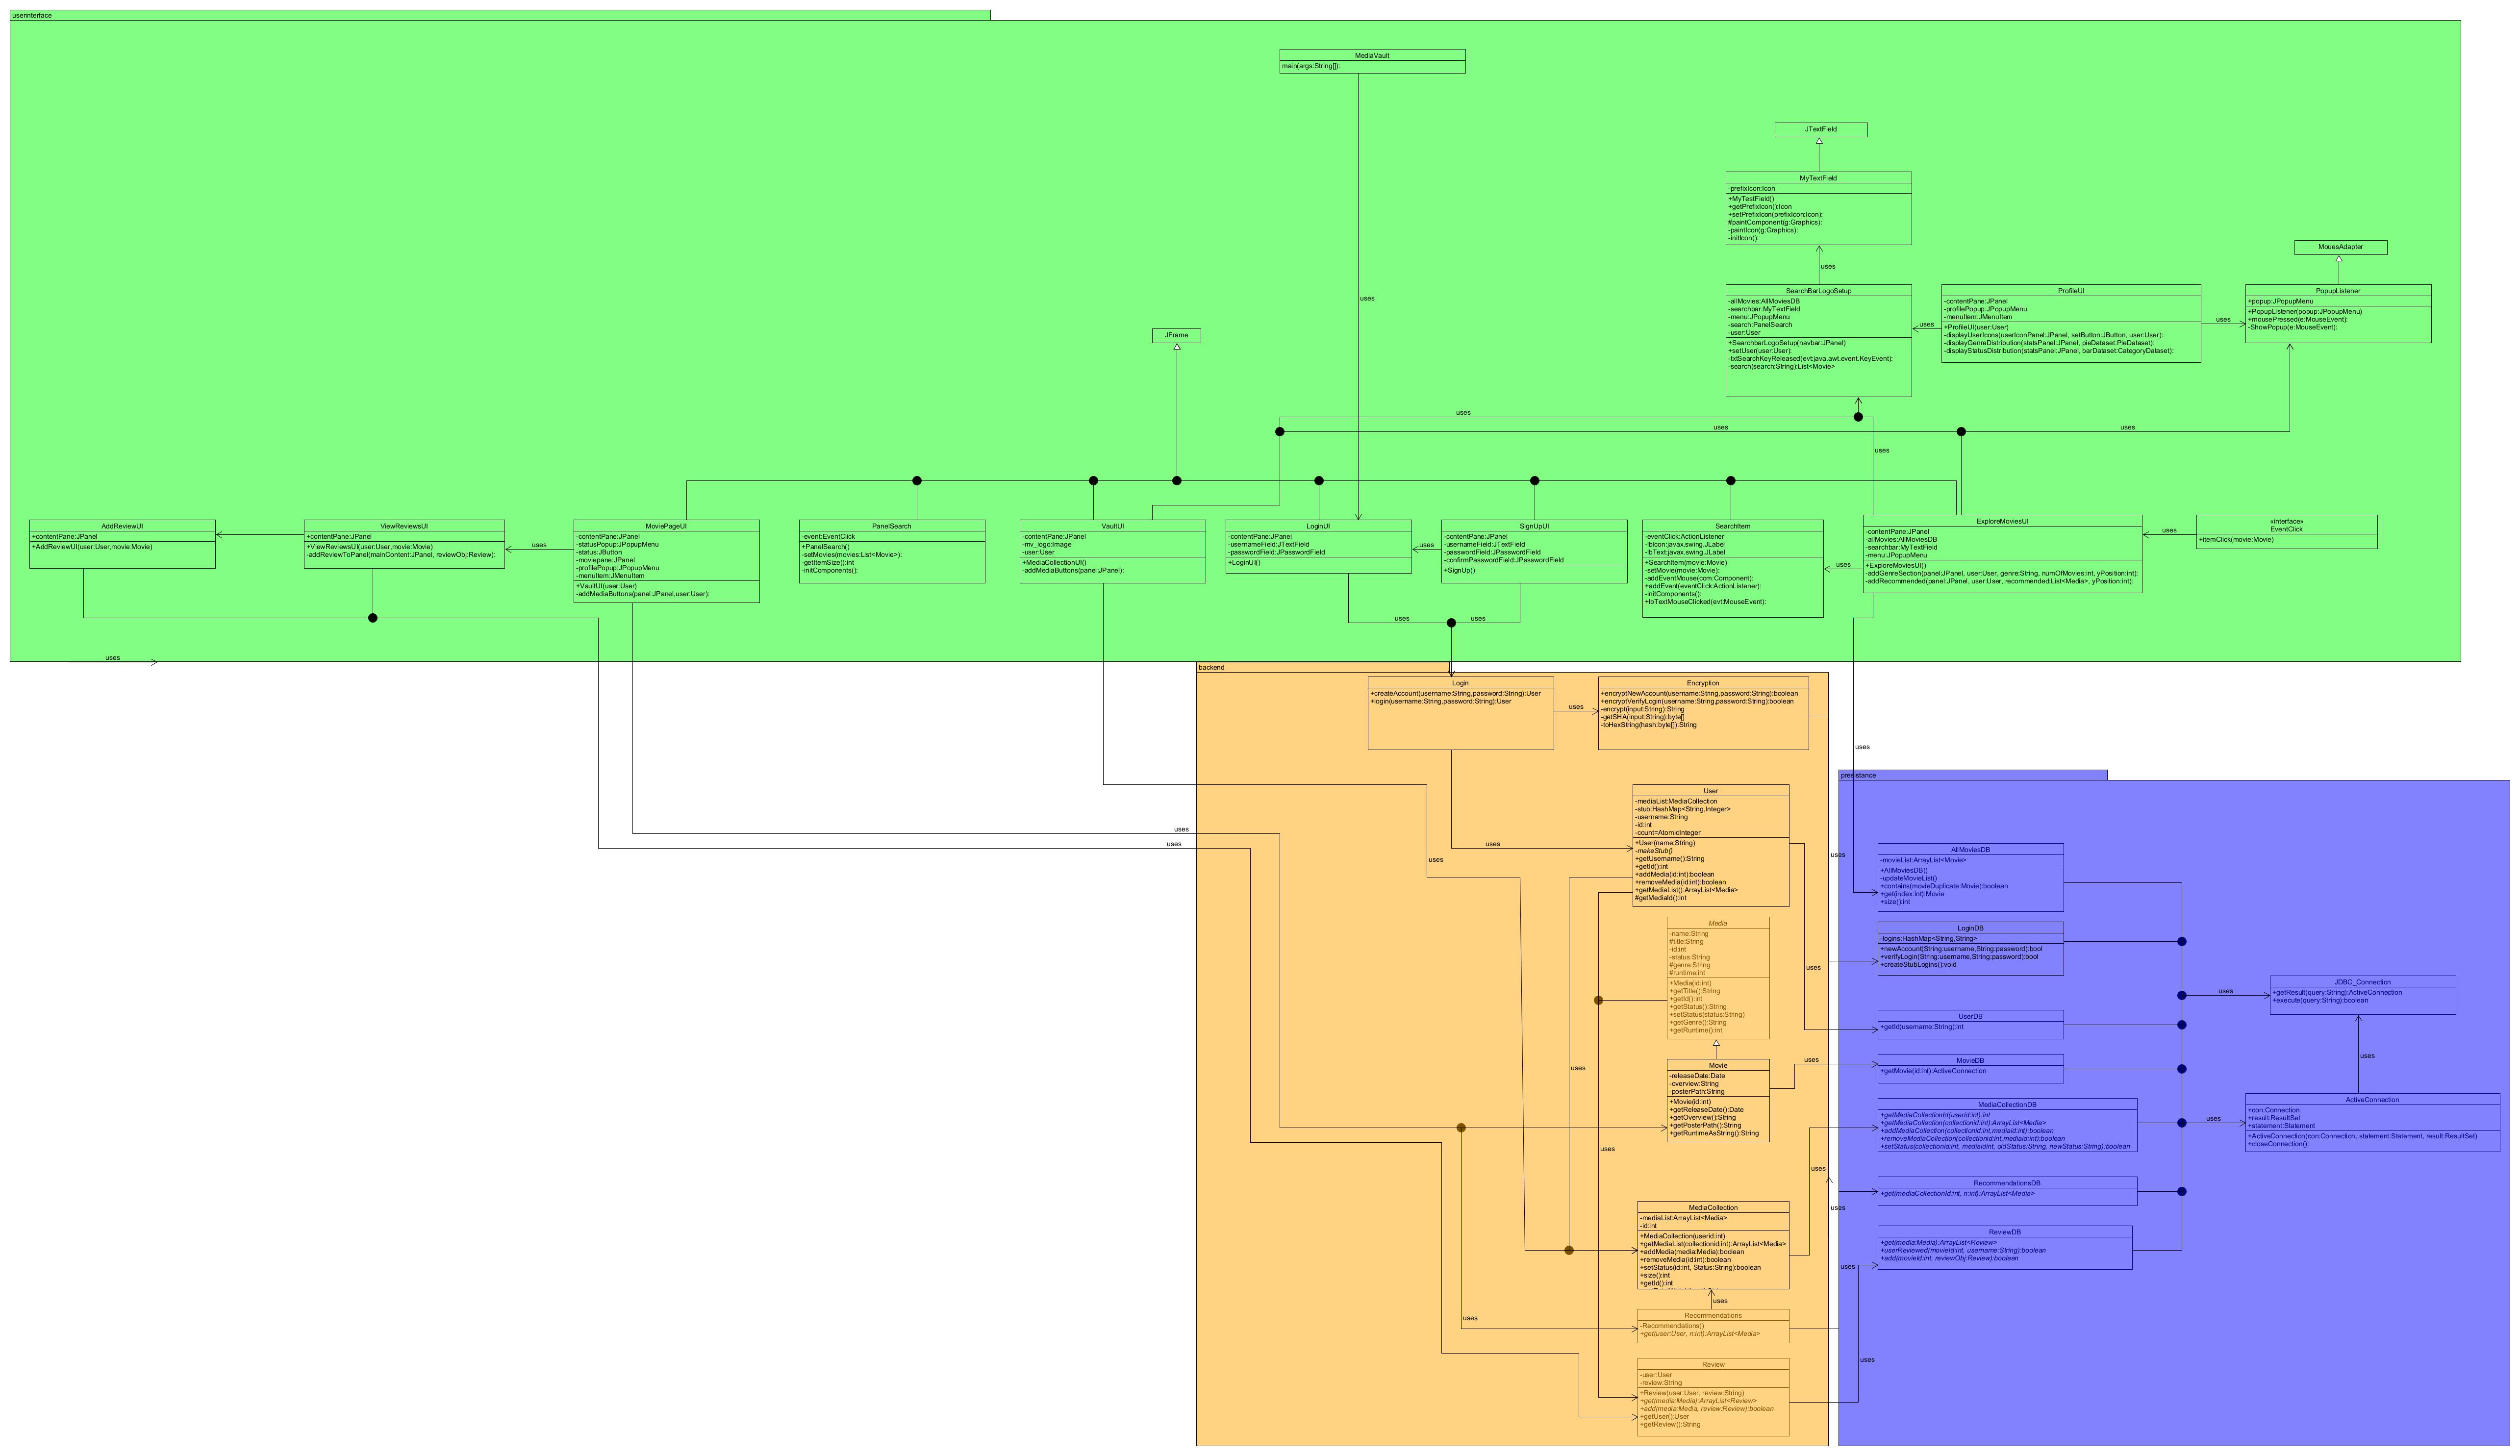 userinterface
MediaVault
main(args:String[]):
JTextField
MyTextField
-prefixIcon:Icon
+MyTestField()
+getPrefixIcon():Icon
+setPrefixIcon(prefixIcon:Icon):
#paintComponent(g:Graphics):
-paintIcon(g:Graphics):
-initIcon():
MouesAdapter
uses
uses
SearchBarLogoSetup
-allMovies:AllMoviesDB
-searchbar:MyTextField
-menu:JPopupMenu
-search:PanelSearch
-user:User
+SearchbarLogoSetup(navbar:JPanel)
+setUser(user:User):
-txtSearchKeyReleased(evt:java.awt.event.KeyEvent):
-search(search:String):List<Movie>
uses
ProfileUI
-contentPane:JPanel
-profilePopup:JPopupMenu
-menuItem:JMenuItem
+ProfileUI(user:User)
-displayUserIcons(userIconPanel:JPanel, setButton:JButton, user:User):
-displayGenreDistribution(statsPanel:JPanel, pieDataset:PieDataset):
-displayStatusDistribution(statsPanel:JPanel, barDataset:CategoryDataset):
uses
PopupListener
+popup:JPopupMenu
+PopupListener(popup:JPopupMenu)
+mousePressed(e:MouseEvent):
-ShowPopup(e:MouseEvent):
JFrame
uses
uses
uses
uses
AddReviewUI
+contentPane:JPanel
+AddReviewUI(user:User,movie:Movie)
ViewReviewsUI
+contentPane:JPanel
+ViewReviewsUI(user:User,movie:Movie)
-addReviewToPanel(mainContent:JPanel, reviewObj:Review):
uses
MoviePageUI
-contentPane:JPanel
-statusPopup:JPopupMenu
-status:JButton
-moviepane:JPanel
-profilePopup:JPopupMenu
-menuItem:JMenuItem
+VaultUI(user:User)
-addMediaButtons(panel:JPanel,user:User):
PanelSearch
-event:EventClick
+PanelSearch()
-setMovies(movies:List<Movie>):
-getItemSize():int
-initComponents():
VaultUI
-contentPane:JPanel
-mv_logo:Image
-user:User
+MediaCollectionUI()
-addMediaButtons(panel:JPanel):
LoginUI
-contentPane:JPanel
-usernameField:JTextField
-passwordField:JPasswordField
+LoginUI()
uses
SignUpUI
-contentPane:JPanel
-usernameField:JTextField
-passwordField:JPasswordField
-confirmPasswordField:JPasswordField
+SignUp()
SearchItem
-eventClick:ActionListener
-lbIcon:javax.swing.JLabel
-lbText:javax.swing.JLabel
+SearchItem(movie:Movie)
-setMovie(movie:Movie):
-addEventMouse(com:Component):
+addEvent(eventClick:ActionListener):
-initComponents():
+lbTextMouseClicked(evt:MouseEvent):
uses
ExploreMoviesUI
-contentPane:JPanel
-allMovies:AllMoviesDB
-searchbar:MyTextField
-menu:JPopupMenu
+ExploreMoviesUI()
-addGenreSection(panel:JPanel, user:User, genre:String, numOfMovies:int, yPosition:int):
-addRecommended(panel:JPanel, user:User, recommended:List<Media>, yPosition:int):
uses
«interface»
EventClick
+itemClick(movie:Movie)
uses
uses
uses
backend
Login
+createAccount(username:String,password:String):User
+login(username:String,password:String):User
uses
Encryption
+encryptNewAccount(username:String,password:String):boolean
+encryptVerifyLogin(username:String,password:String):boolean
-encrypt(input:String):String
-getSHA(input:String):byte[]
-toHexString(hash:byte[]):String
uses
presistance
User
-mediaList:MediaCollection
-stub:HashMap<String,Integer>
-username:String
-id:int
-count=AtomicInteger
+User(name:String)
-makeStub()
+getUsername():String
+getId():int
+addMedia(id:int):boolean
+removeMedia(id:int):boolean
+getMediaList():ArrayList<Media>
#getMediaId():int
uses
uses
uses
uses
uses
AllMoviesDB
-movieList:ArrayList<Movie>
+AllMoviesDB()
-updateMovieList()
+contains(movieDuplicate:Movie):boolean
+get(index:int):Movie
+size():int
Media
-name:String
#title:String
-id:int
-status:String
#genre:String
#runtime:int
+Media(id:int)
+getTitle():String
+getId():int
+getStatus():String
+setStatus(status:String)
+getGenre():String
+getRuntime():int
uses
LoginDB
-logins:HashMap<String,String>
+newAccount(String:username,String:password):bool
+verifyLogin(String:username,String:password):bool
+createStubLogins():void
JDBC_Connection
+getResult(query:String):ActiveConnection
+execute(query:String):boolean
uses
UserDB
+getId(username:String):int
Movie
-releaseDate:Date
-overview:String
-posterPath:String
+Movie(id:int)
+getReleaseDate():Date
+getOverview():String
+getPosterPath():String
+getRuntimeAsString():String
uses
MovieDB
+getMovie(id:int):ActiveConnection
uses
uses
MediaCollectionDB
+getMediaCollectionId(userid:int):int
+getMediaCollection(collectionid:int):ArrayList<Media>
+addMediaCollection(collectionid:int,mediaid:int):boolean
+removeMediaCollection(collectionid:int,mediaid:int):boolean
+setStatus(collectionid:int, mediaidint, oldStatus:String, newStatus:String):boolean
uses
ActiveConnection
+con:Connection
+result:ResultSet
+statement:Statement
+ActiveConnection(con:Connection, statement:Statement, result:ResultSet)
+closeConnection():
uses
uses
RecommendationsDB
+get(mediaCollectionId:int, n:int):ArrayList<Media>
MediaCollection
-mediaList:ArrayList<Media>
-id:int
+MediaCollection(userid:int)
+getMediaList(collectionid:int):ArrayList<Media>
+addMedia(media:Media):boolean
+removeMedia(id:int):boolean
+setStatus(id:int, Status:String):boolean
+size():int
+getId():int
uses
ReviewDB
+get(media:Media):ArrayList<Review>
+userReviewed(movieId:int, username:String):boolean
+add(movieId:int, reviewObj:Review):boolean
uses
uses
uses
Recommendations
-Recommendations()
+get(user:User, n:int):ArrayList<Media>
uses
Review
-user:User
-review:String
+Review(user:User, review:String)
+get(media:Media):ArrayList<Review>
+add(media:Media, review:Review):boolean
+getUser():User
+getReview():String